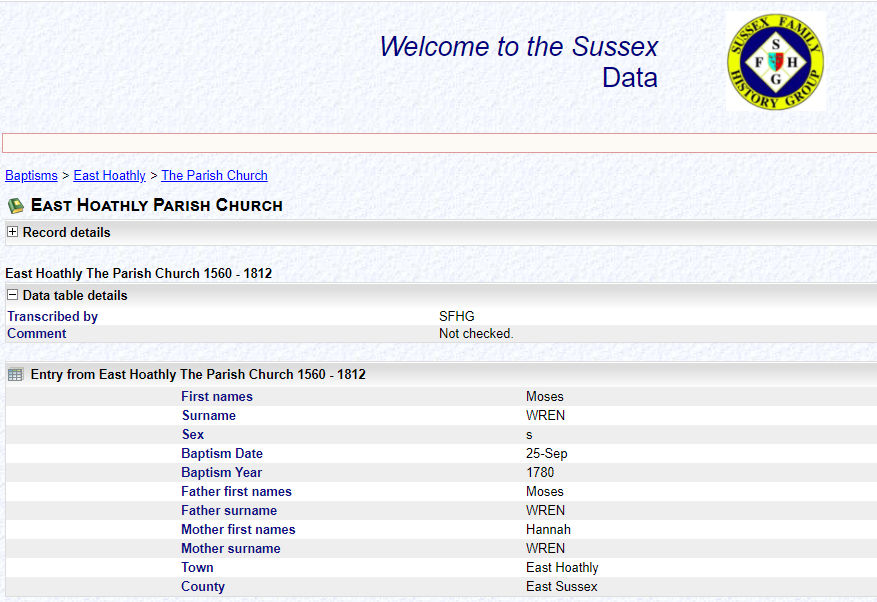 Welcome to the Sussex
Data
SUSSEX FAMILY
HISTORY GROUP
S
F H
G
Baptisms > East Hoathly > The Parish Church
East Hoathly Parish Church
Record details
East Hoathly The Parish Church 1560 - 1812
Data table details
Transcribed by SFHG
Comment Not checked.
Entry from East Hoathly The Parish Church 1560 - 1812
First names Moses
Surname WREN
Sex s
Baptism Date 25-Sep
Baptism Year 1780
Father first names Moses
Father surname WREN
Mother first names Hannah
Mother surname WREN
Town East Hoathly
County East Sussex